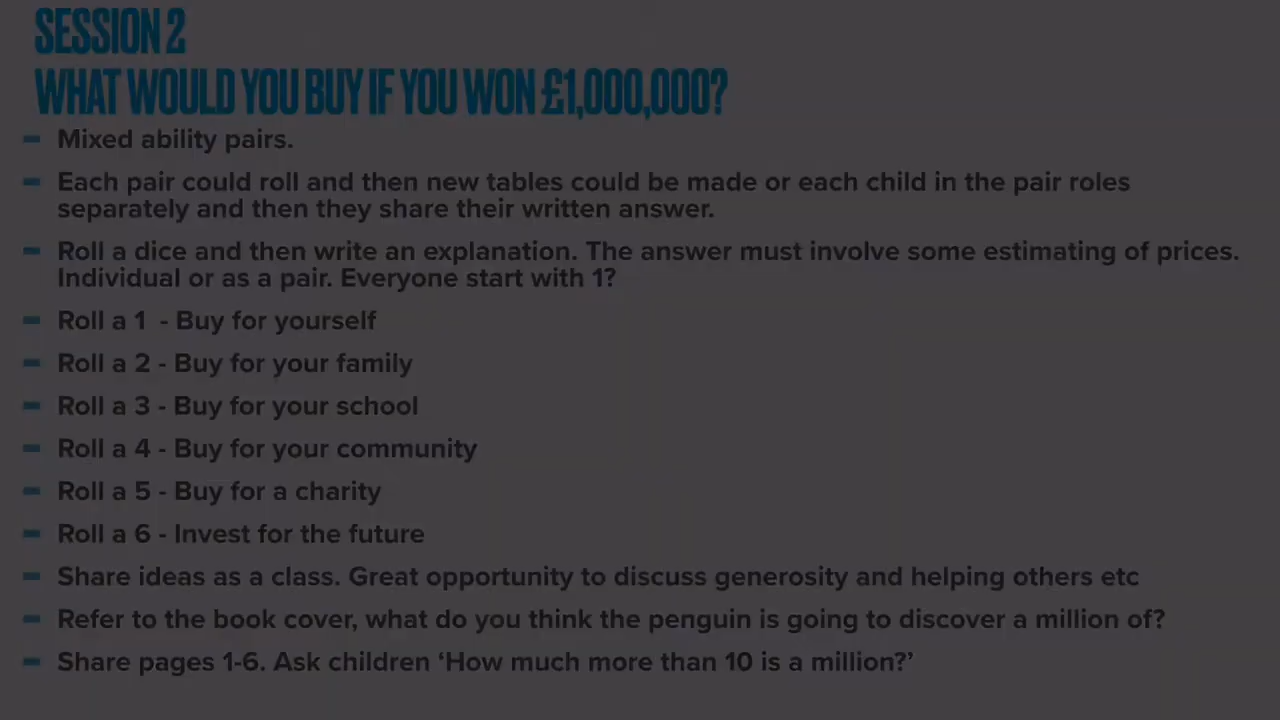 SESSION 2
WHAT WOULD YOU BUY IF YOU WON £1,000,000?
- Mixed ability pairs.
- Each pair could roll and then new tables could be made or each child in the pair roles
separately and then they share their written answer.
- Roll a dice and then write an explanation. The answer must involve some estimating of prices.
Individual or as a pair. Everyone start with 1?
- Roll a 1  - Buy for yourself
- Roll a 2 - Buy for your family
- Roll a 3 - Buy for your school
- Roll a 4 - Buy for your community
- Roll a 5 - Buy for a charity
- Roll a 6 - Invest for the future
- Share ideas as a class. Great opportunity to discuss generosity and helping others etc
- Refer to the book cover, what do you think the penguin is going to discover a million of?
- Share pages 1-6. Ask children ‘How much more than 10 is a million?’